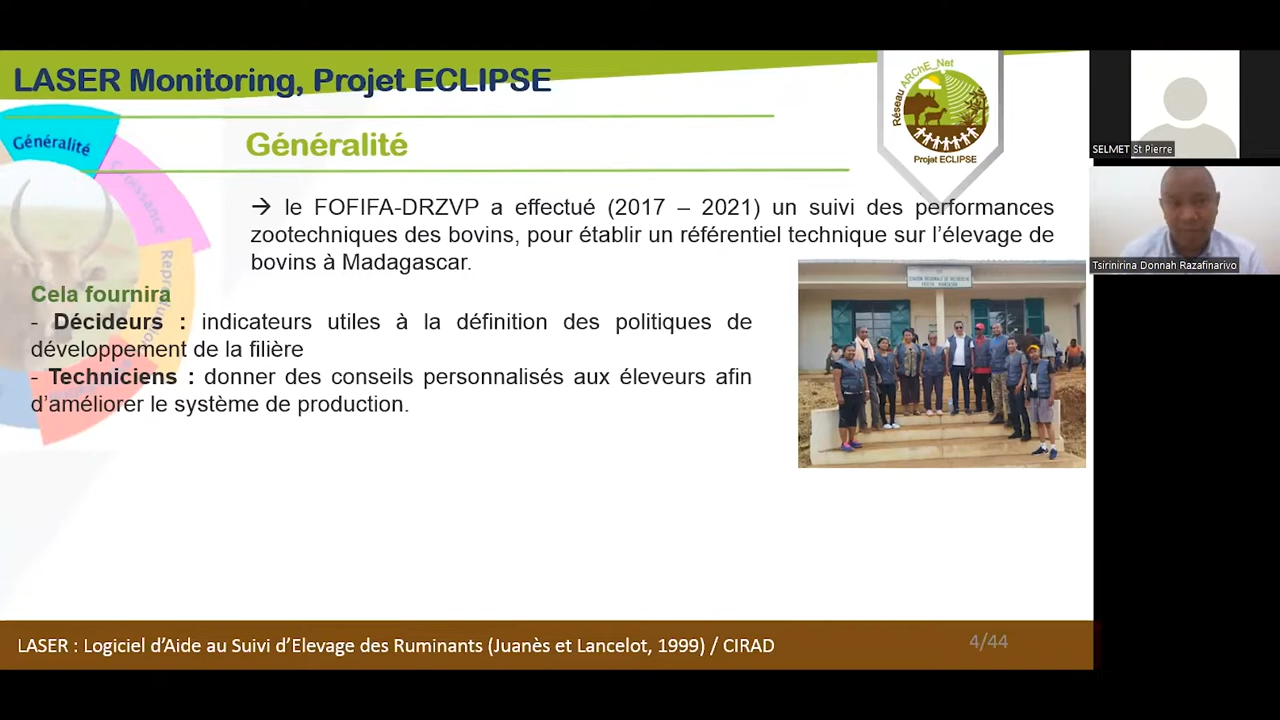 LASER Monitoring, Projet ECLIPSE
Réseau ARChE_Net
Projet ECLIPSE
Généralité
Croissance
Généralité
→ le FOFIFA-DRZVP a effectué (2017 – 2021) un suivi des performances
zootechniques des bovins, pour établir un référentiel technique sur l’élevage de
bovins à Madagascar.
Cela fournira
- Décideurs : indicateurs utiles à la définition des politiques de
développement de la filière
- Techniciens : donner des conseils personnalisés aux éleveurs afin
d’améliorer le système de production.
LASER : Logiciel d’Aide au Suivi d’Elevage des Ruminants (Juanès et Lancelot, 1999) / CIRAD
4/44
SELMET St Pierre
Tsirinirina Donnah Razafinarivo